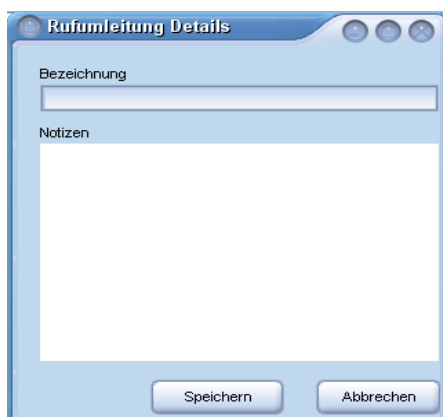 Rufumleitung Details
Bezeichnung
Notizen
Speichern Abbrechen